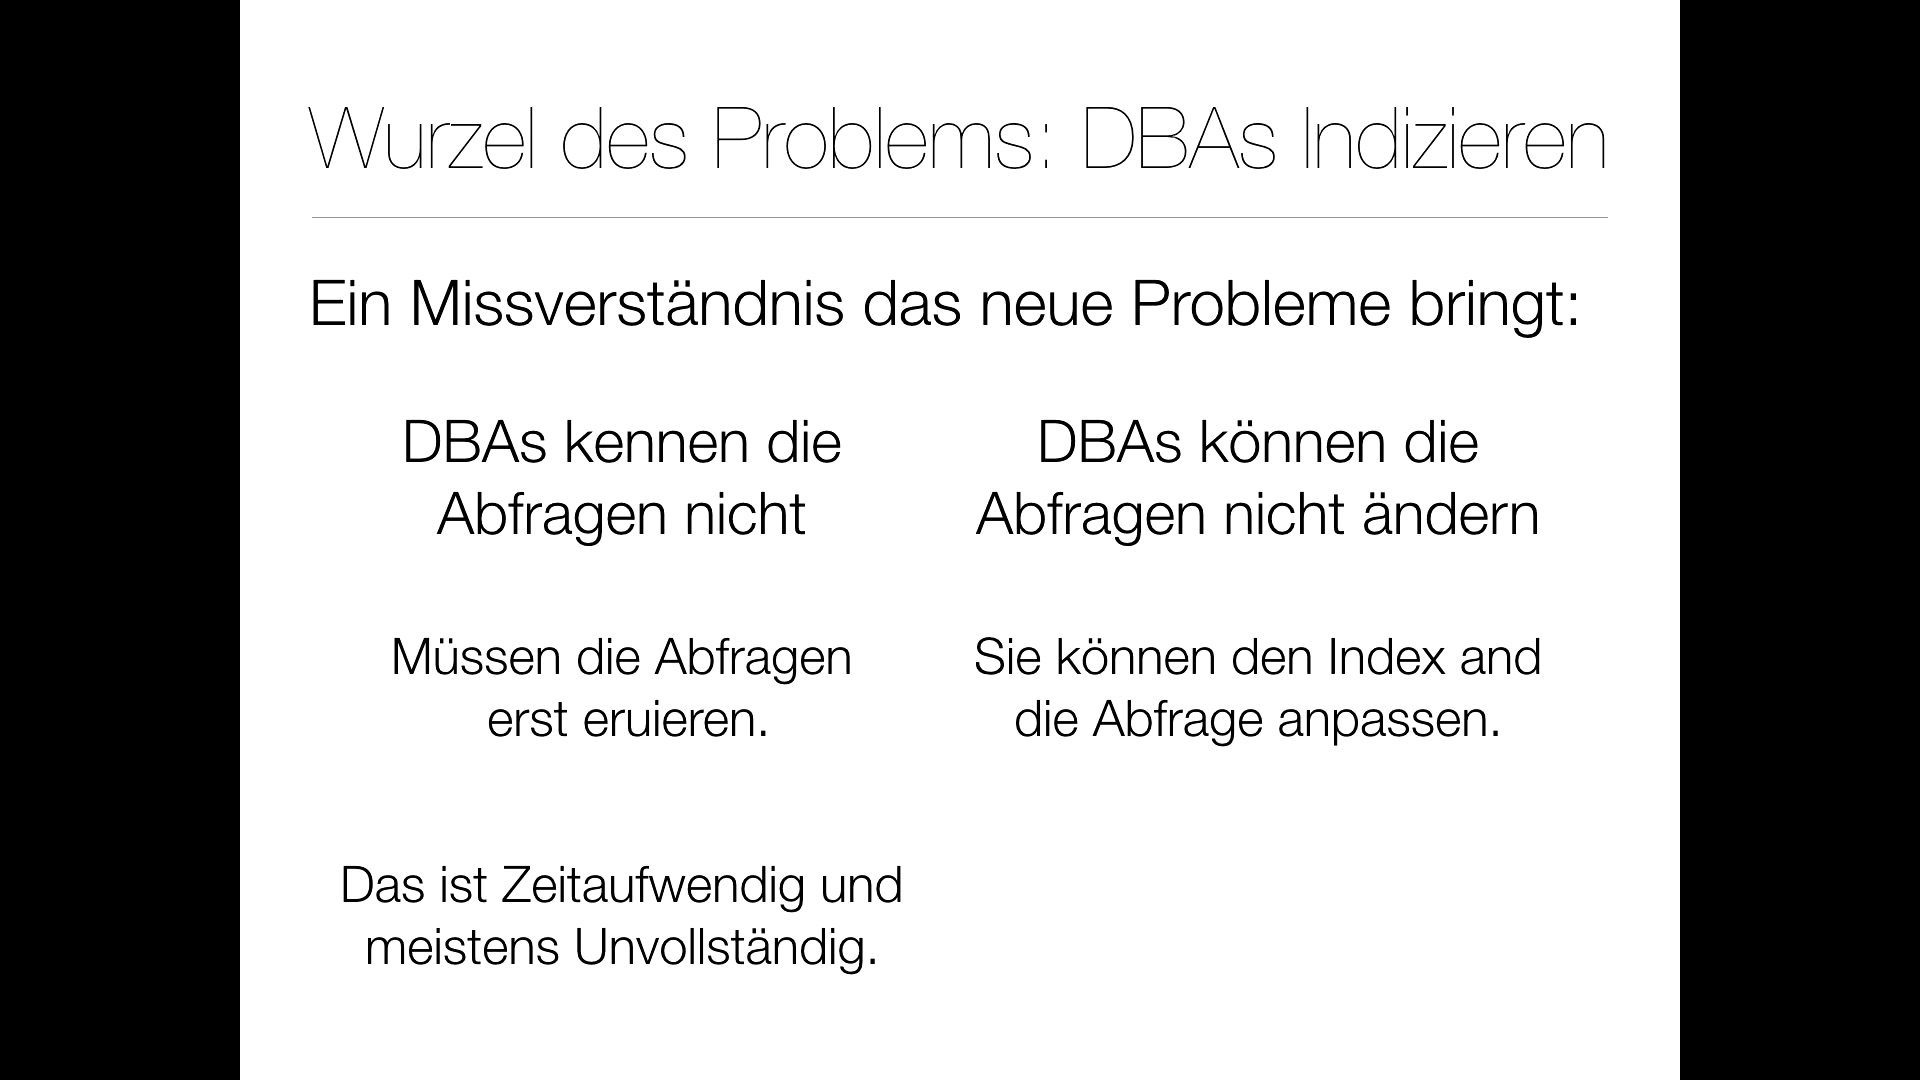 Wurzel des Problems: DBAs Indizieren
Ein Missverständnis das neue Probleme bringt:
DBAs kennen die
Abfragen nicht
Müssen die Abfragen
erst eruieren.
Das ist Zeitaufwendig und
meistens Unvollständig.
DBAs können die
Abfragen nicht ändern
Sie können den Index and
die Abfrage anpassen.